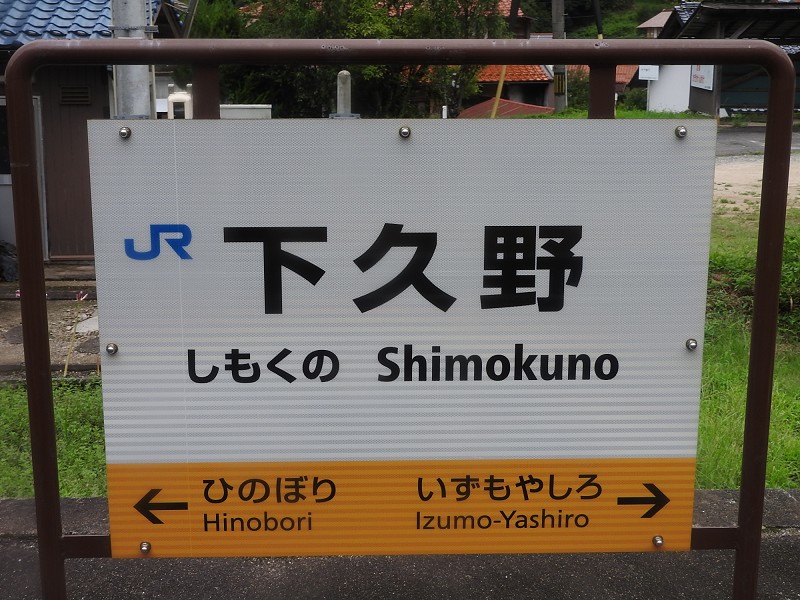 JR 下久野
しもくの Shimokuno
← ひのぼり いずもやしろ →
Hinobori Izumo-Yashiro